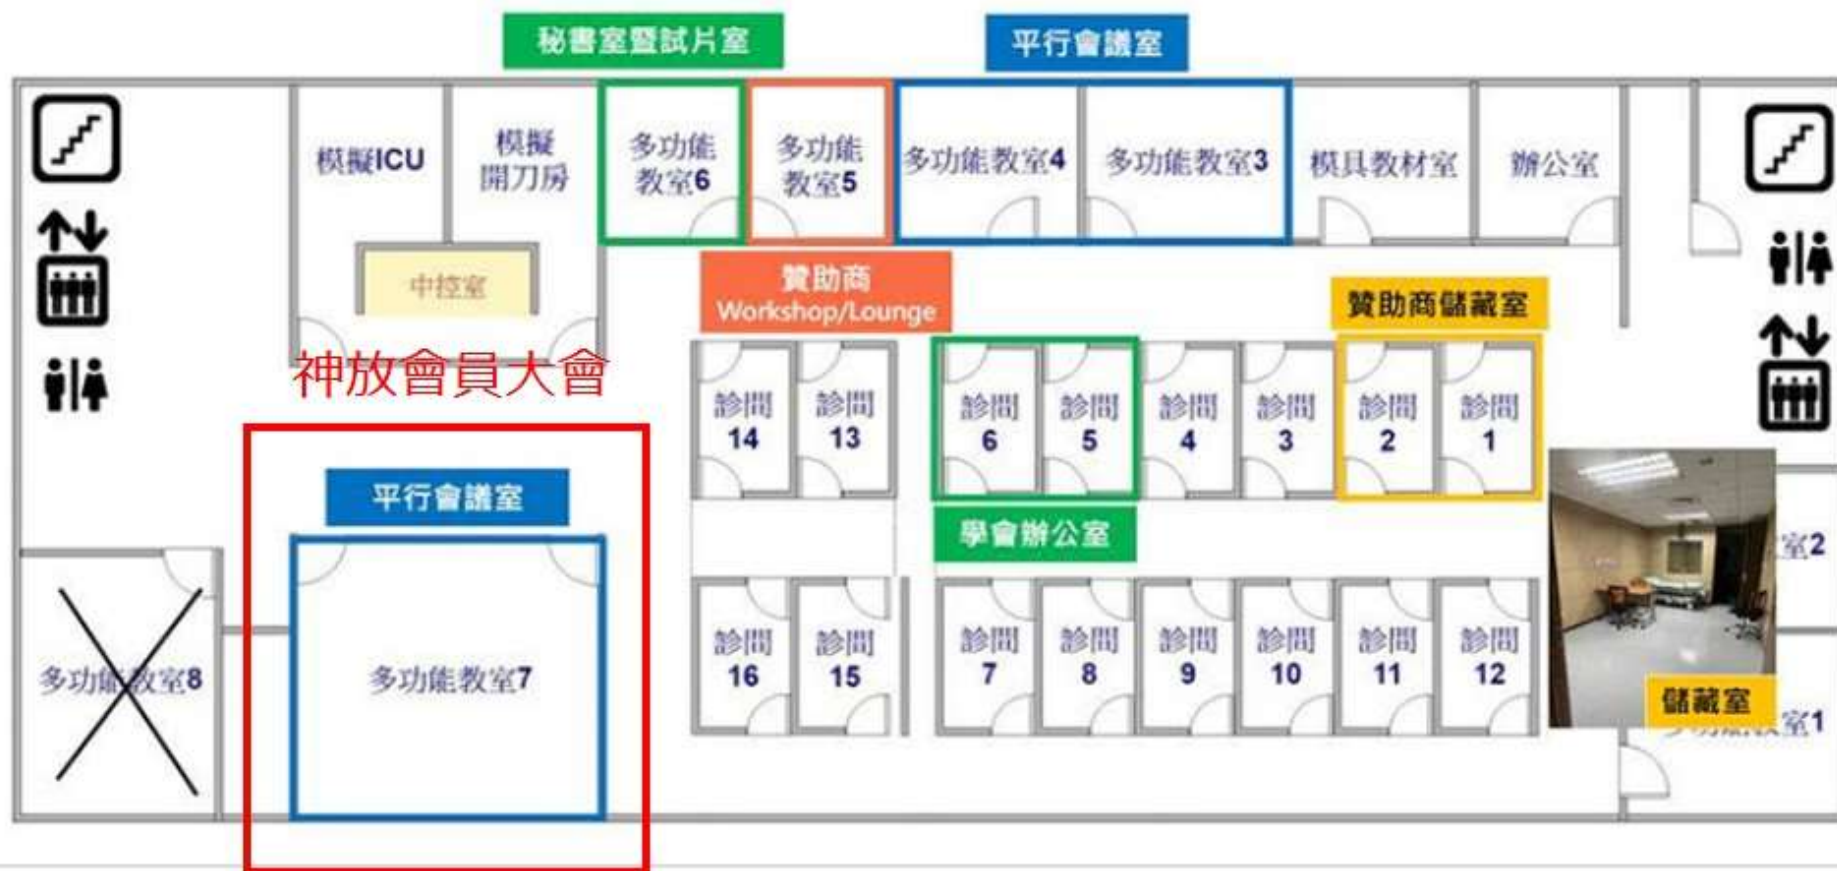 秘書室暨試片室
平行會議室
模擬ICU
模擬
開刀房
多功能
教室6
多功能
教室5
多功能教室4
多功能教室3
模具教材室
辦公室
中控室
贊助商
Workshop/Lounge
贊助商儲藏室
神放會員大會
診間
14
診間
13
診間
6
診間
5
診間
4
診間
3
診間
2
診間
1
平行會議室
學會辦公室
室2
多功能教室8
多功能教室7
診間
16
診間
15
診間
7
診間
8
診間
9
診間
10
診間
11
診間
12
儲藏室
室1